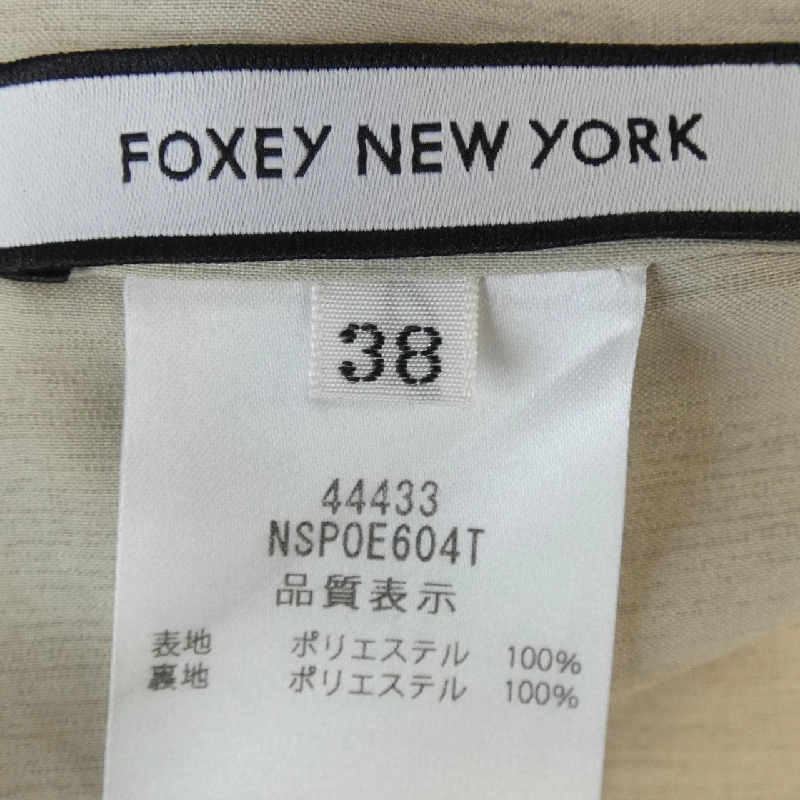 FOXEY NEW YORK
38
44433
NSPOE604T
品質表示
表地 ポリエステル 100%
裏地 ポリエステル 100%